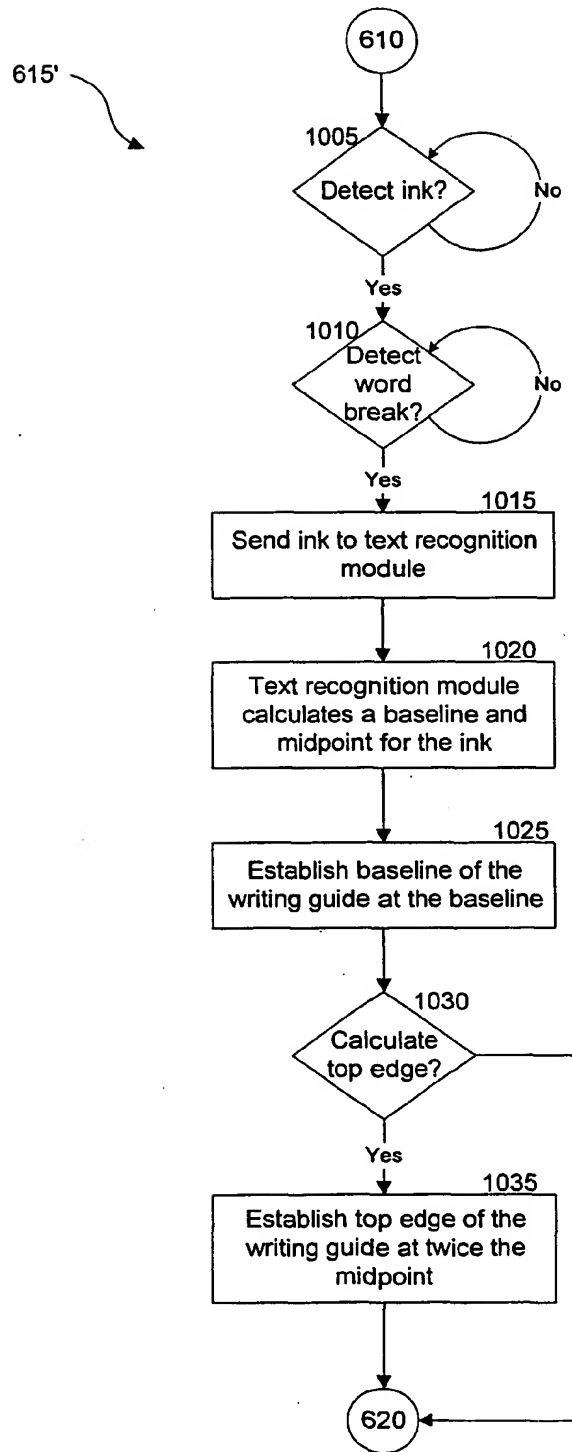 610
615'
1005
Detect ink?
No
Yes
1010
Detect
word
break?
No
Yes
1015
Send ink to text recognition
module
1020
Text recognition module
calculates a baseline and
midpoint for the ink
1025
Establish baseline of the
writing guide at the baseline
1030
Calculate
top edge?
Yes
1035
Establish top edge of the
writing guide at twice the
midpoint
620